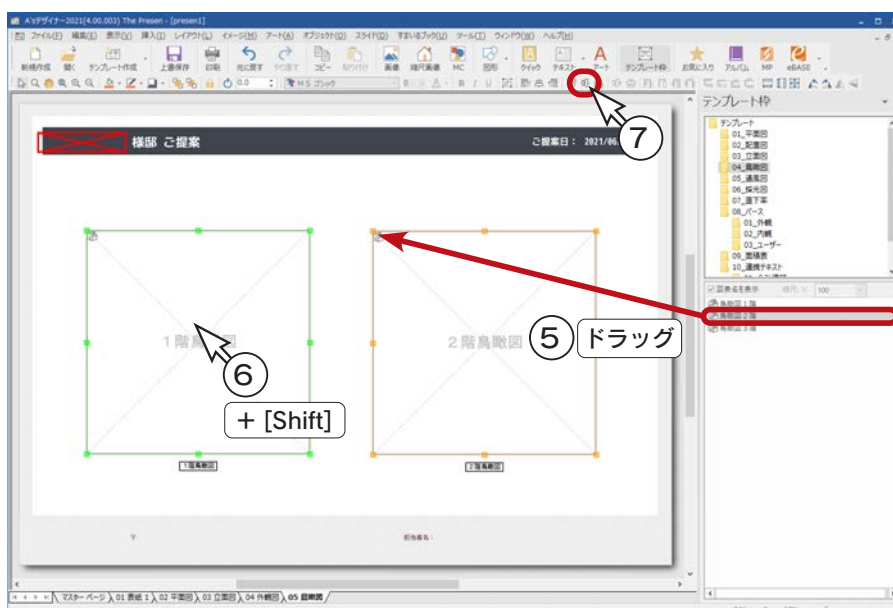 A'sデザイナー2021(4.00.003) The Presen - [present1]
ファイル(F) 編集(E) 表示(V) 挿入(I) レイアウト(L) イメージ(M) アート(A) オブジェクト(O) スライド(D) すまいるブック(U) ツール(T) ウィンドウ(W) ヘルプ(H)
新規作成 開く テンプレート作成 上書保存 印刷 元に戻す やり直す コピー 貼り付け 画像 縮尺画像 MC 図形 クイック テキスト アート テンプレート枠 お気に入り アルバム MP eBASE
0.0 MS ゴシック
⑦
テンプレート枠
様邸 ご提案
ご提案日： 2021/06
テンプレート
01_平面図
02_配置図
03_立面図
04_鳥瞰図
05_通風図
06_採光図
07_直下率
08_パース
01_外観
02_内観
03_ユーザー
09_面積表
10_連携テキスト
図表名を表示 100
鳥瞰図１階
鳥瞰図２階
鳥瞰図３階
１階鳥 図
２階鳥瞰図
⑤ ドラッグ
⑥
+ [Shift]
１階鳥瞰図
２階鳥瞰図
〒
担当者名：
マスターページ 01 表紙 1 02 平面図 03 立面図 04 外観図 05 鳥瞰図